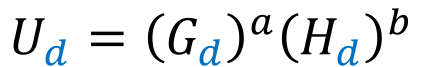 U_d = (G_d)^a(H_d)^b